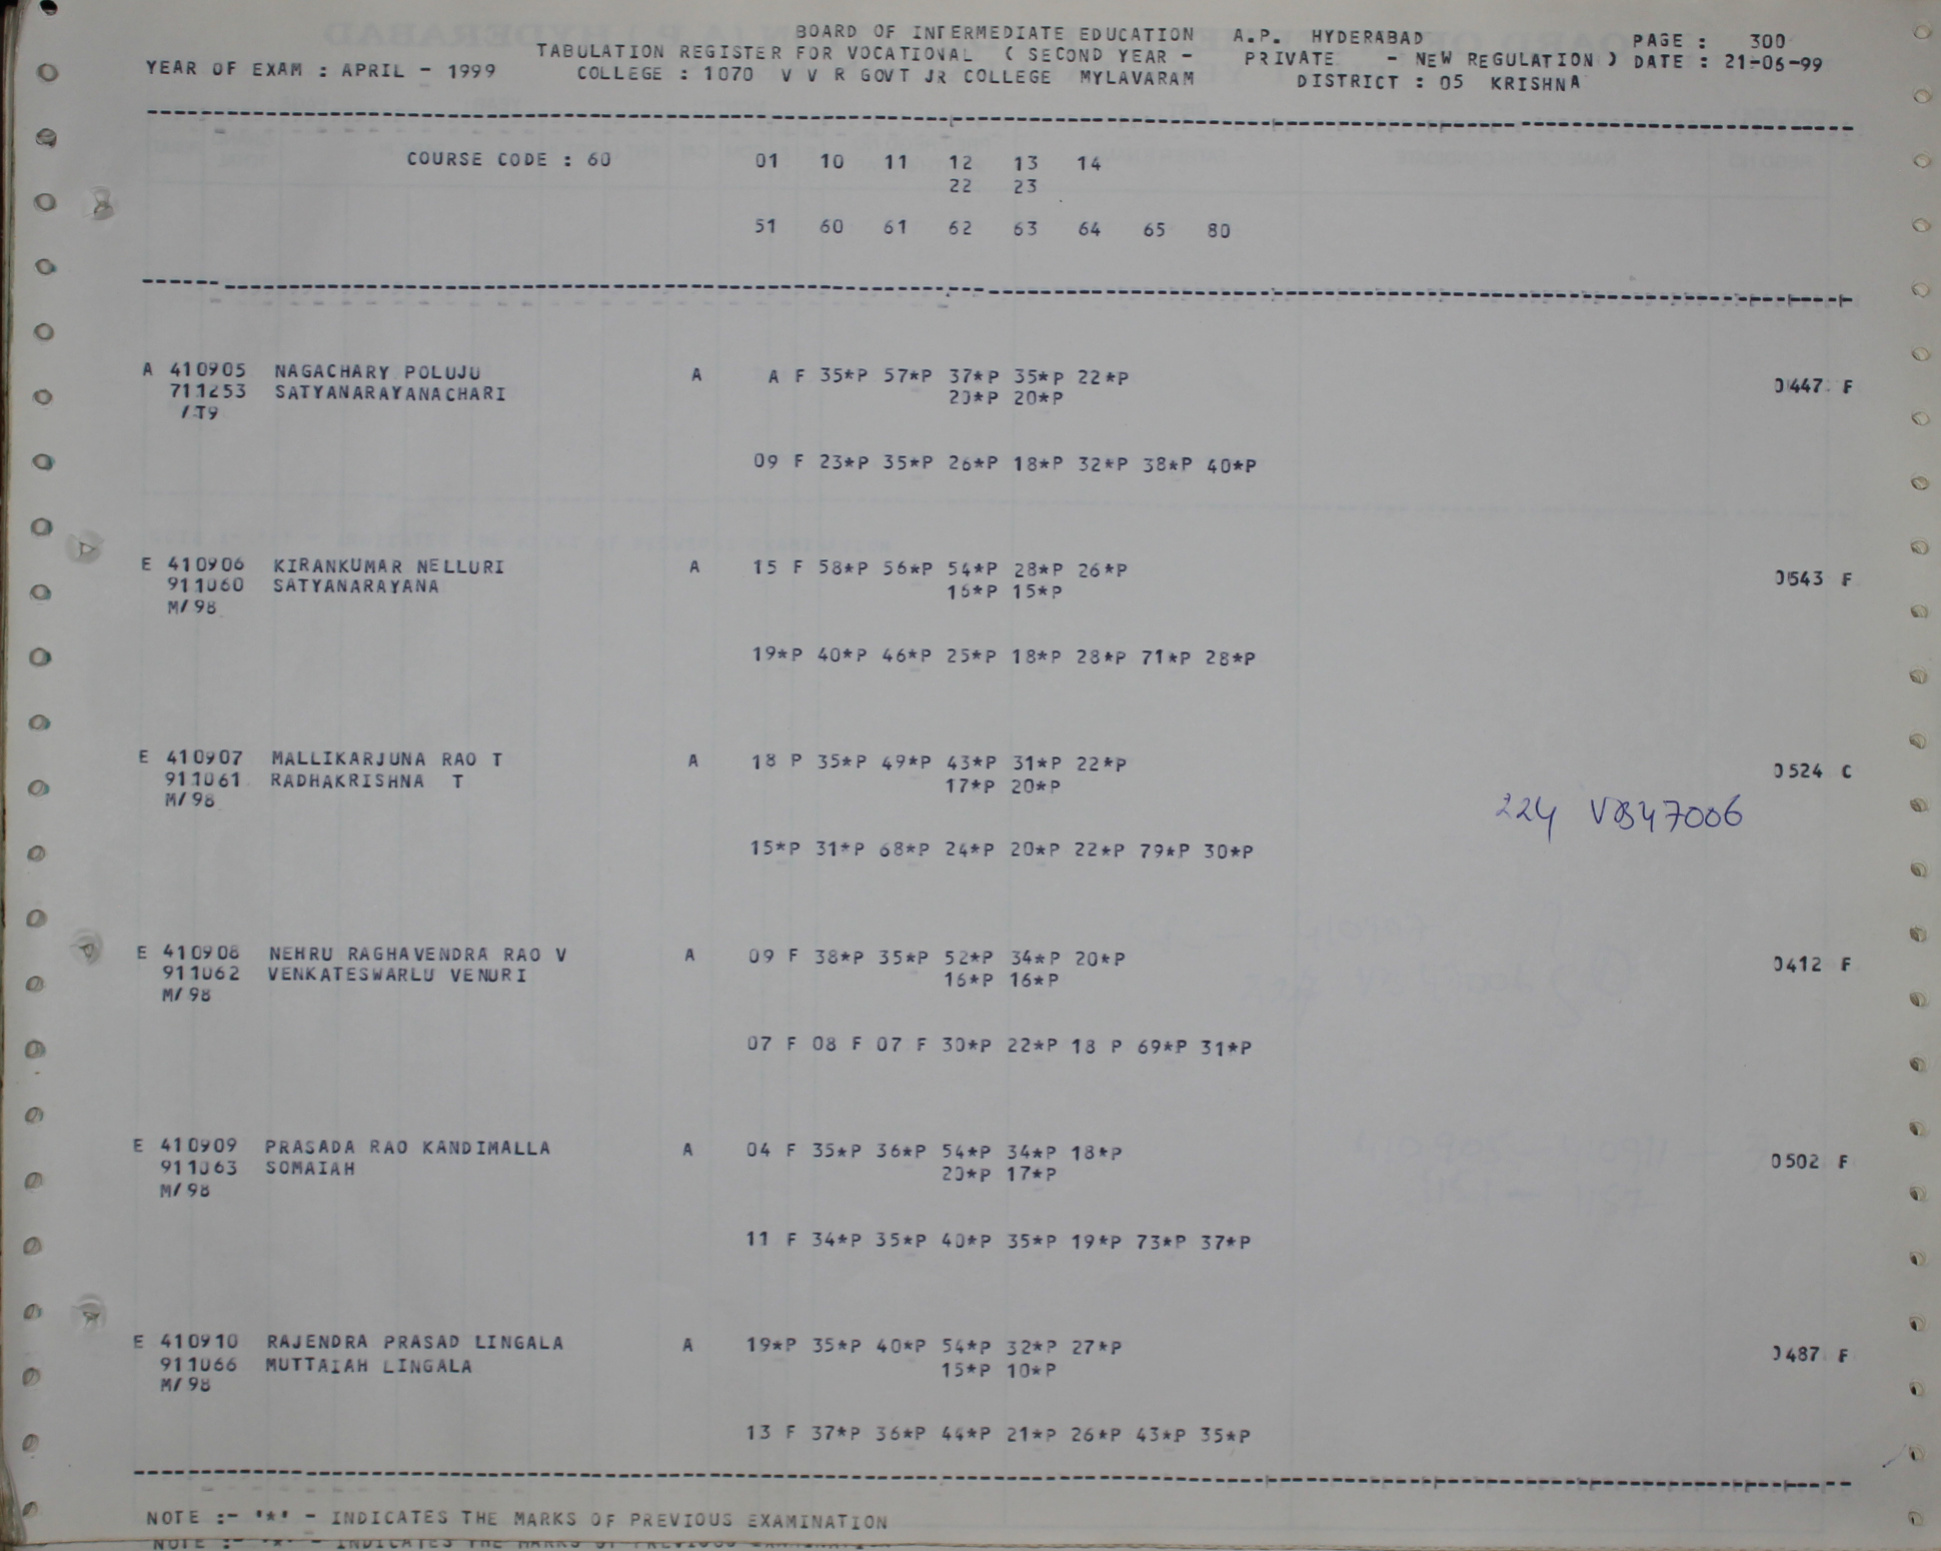 BOARD OF INTERMEDIATE EDUCATION A.P. HYDERABAD PAGE : 300
TABULATION REGISTER FOR VOCATIONAL ( SECOND YEAR - PRIVATE - NEW REGULATION ) DATE : 21-06-99
YEAR OF EXAM : APRIL - 1999 COLLEGE : 1070 V V R GOVT JR COLLEGE MYLAVARAM DISTRICT : 05 KRISHNA
COURSE CODE : 60 01 10 11 12 13 14
22 23
51 60 61 62 63 64 65 80
A 410905 NAGACHARY POLUJU A A F 35*P 57*P 37*P 35*P 22*P 0447 F
711253 SATYANARAYANACHARI 20*P 20*P
/T9
09 F 23*P 35*P 26*P 18*P 32*P 38*P 40*P
E 410906 KIRANKUMAR NELLURI A 15 F 58*P 56*P 54*P 28*P 26*P 0543 F
911060 SATYANARAYANA 16*P 15*P
M/98
19*P 40*P 46*P 25*P 18*P 28*P 71*P 28*P
E 410907 MALLIKARJUNA RAO T A 18 P 35*P 49*P 43*P 31*P 22*P 0524 C
911061 RADHAKRISHNA T 17*P 20*P
M/98
224 VB47006
15*P 31*P 68*P 24*P 20*P 22*P 79*P 30*P
E 410908 NEHRU RAGHAVENDRA RAO V A 09 F 38*P 35*P 52*P 34*P 20*P 0412 F
911062 VENKATESWARLU VENURI 16*P 16*P
M/98
07 F 08 F 07 F 30*P 22*P 18 P 69*P 31*P
E 410909 PRASADA RAO KANDIMALLA A 04 F 35*P 36*P 54*P 34*P 18*P 0502 F
911063 SOMAIAH 20*P 17*P
M/98
11 F 34*P 35*P 40*P 35*P 19*P 73*P 37*P
E 410910 RAJENDRA PRASAD LINGALA A 19*P 35*P 40*P 54*P 32*P 27*P 0487 F
911066 MUTTAIAH LINGALA 15*P 10*P
M/98
13 F 37*P 36*P 44*P 21*P 26*P 43*P 35*P
NOTE :- '*' - INDICATES THE MARKS OF PREVIOUS EXAMINATION